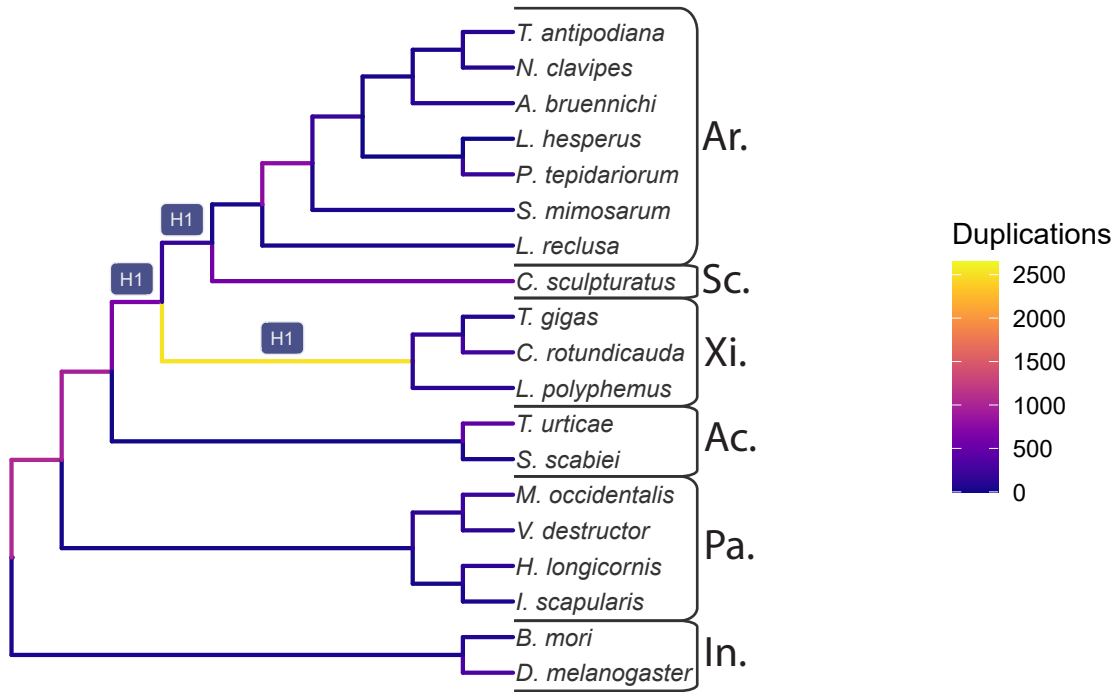 T. antipodiana
N. clavipes
A. bruennichi
L. hesperus
P. tepidariorum
S. mimosarum
L. reclusa
Ar.
H1
H1
C. sculpturatus
Sc.
H1
T. gigas
C. rotundicauda
L. polyphemus
Xi.
T. urticae
S. scabiei
Ac.
M. occidentalis
V. destructor
H. longicornis
I. scapularis
Pa.
B. mori
D. melanogaster
In.
Duplications
2500
2000
1500
1000
500
0